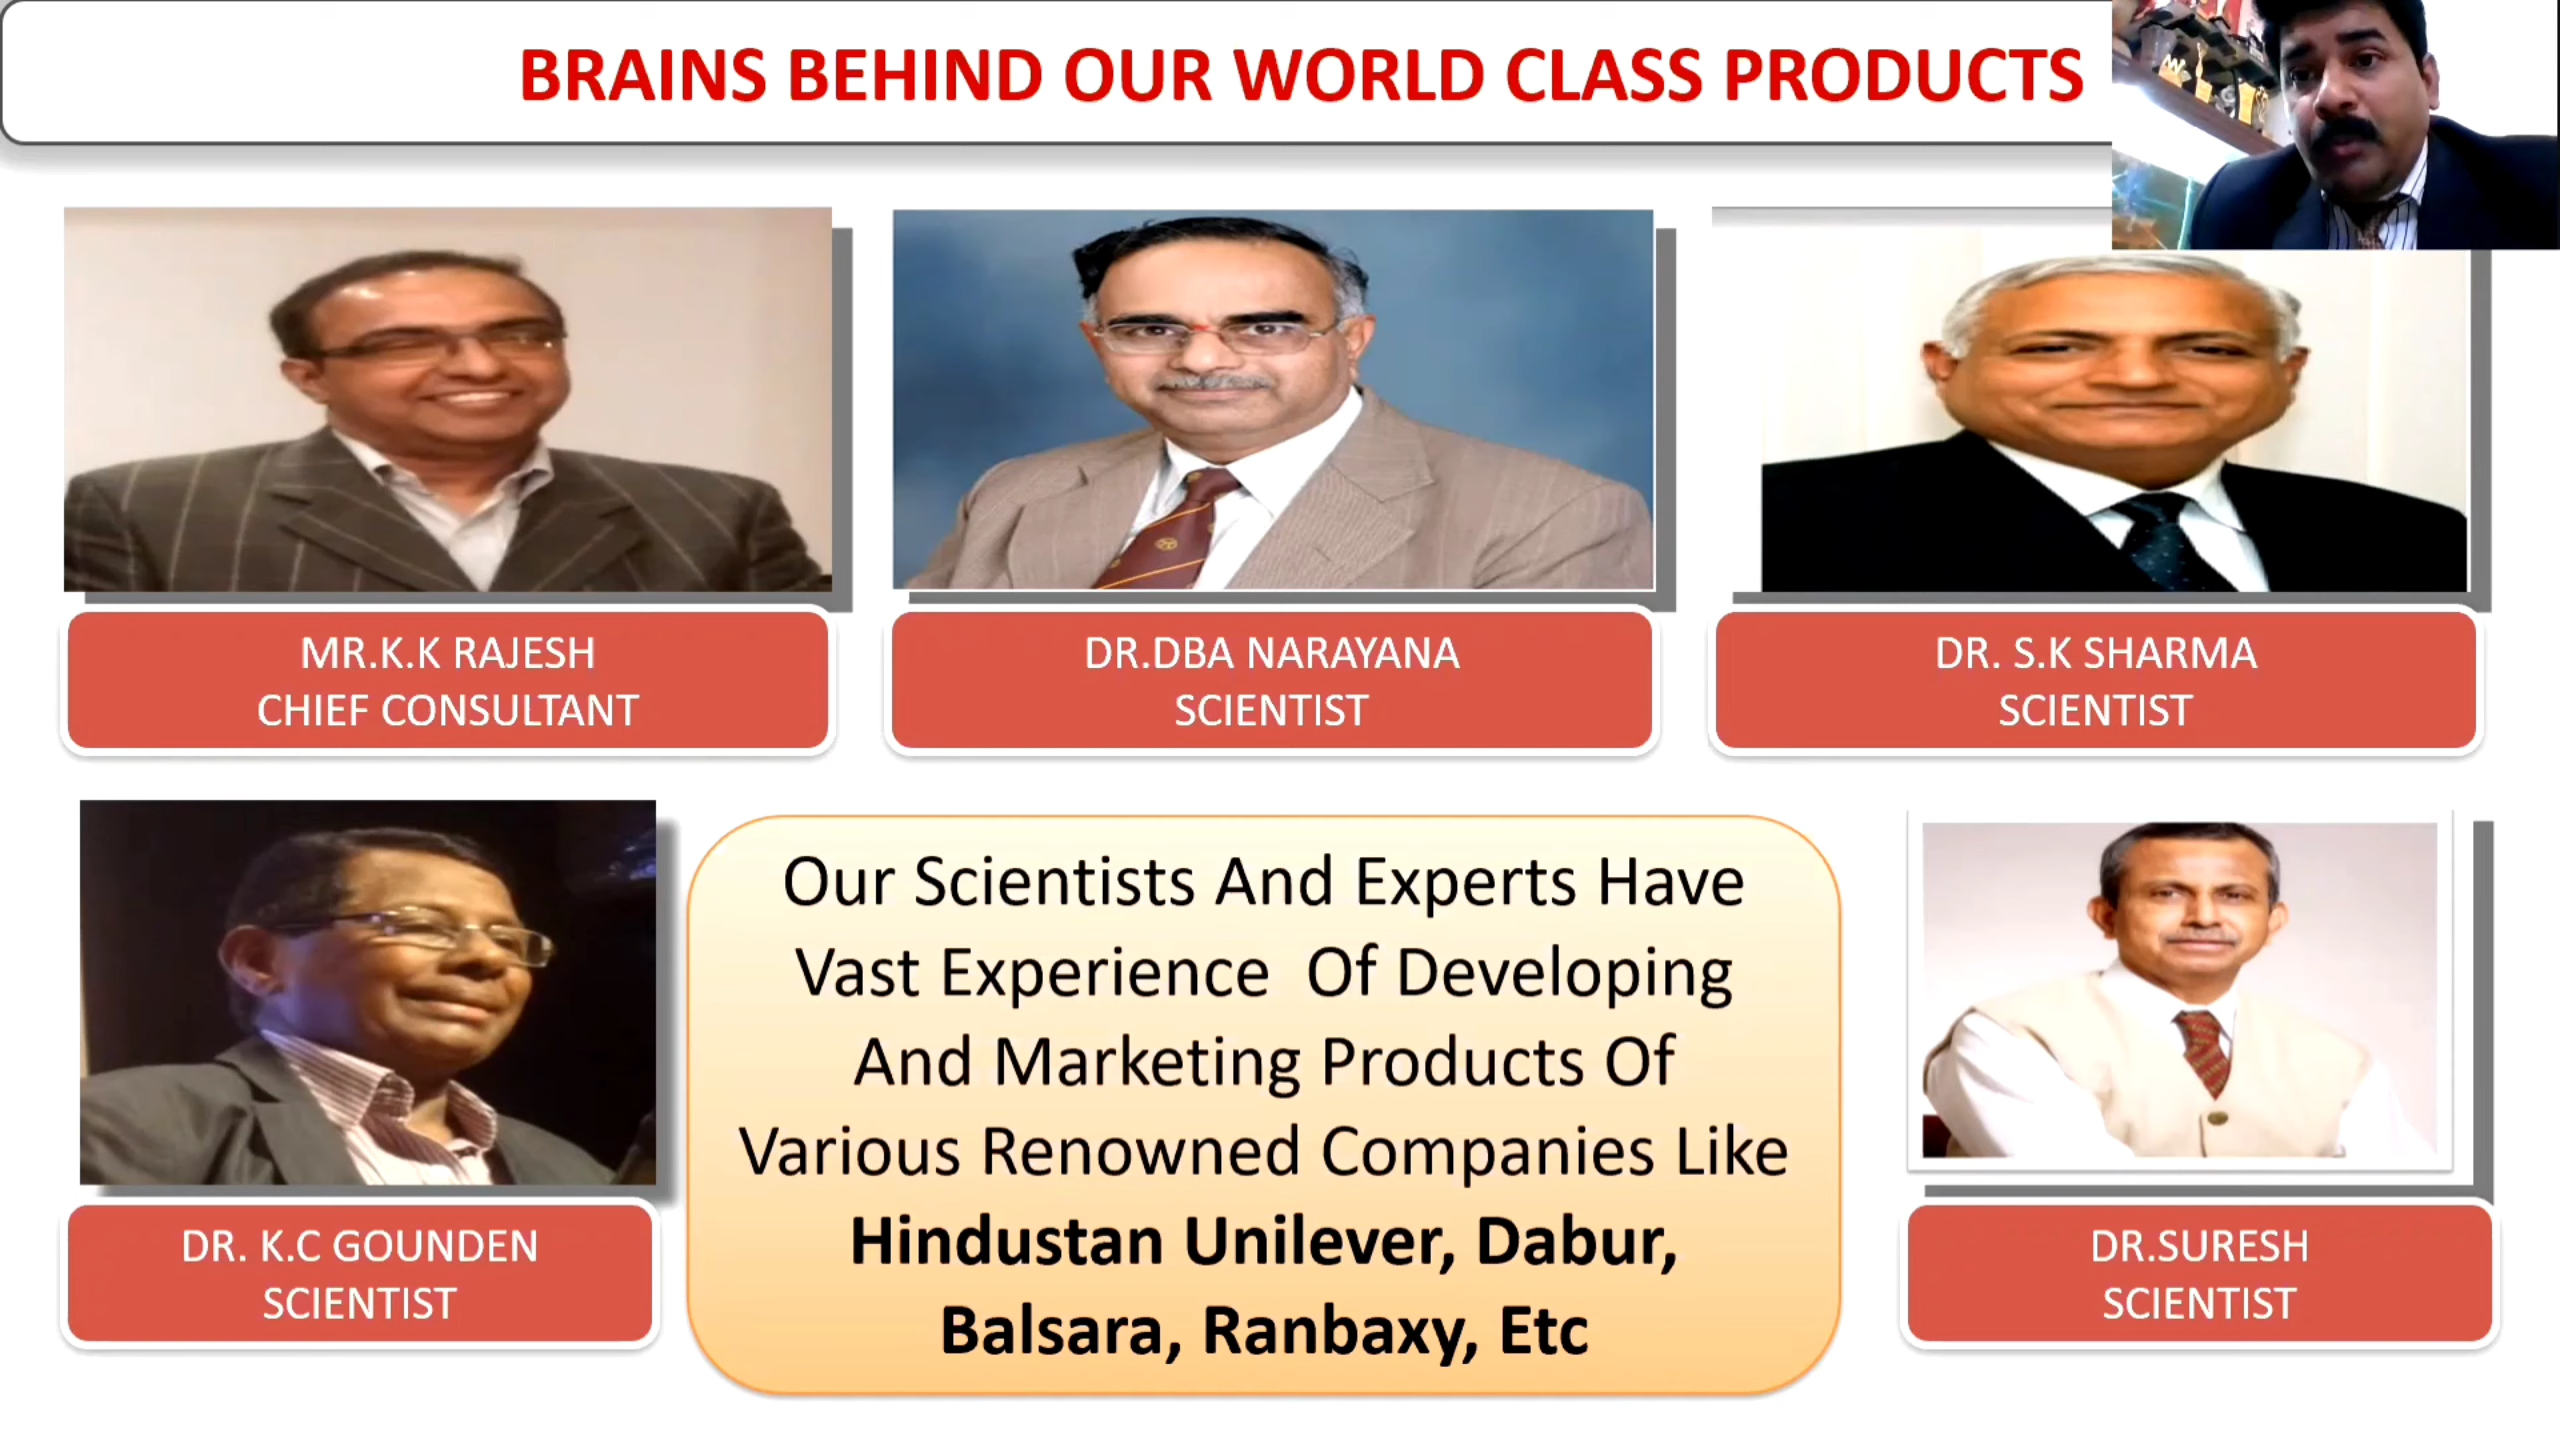 BRAINS BEHIND OUR WORLD CLASS PRODUCTS
MR.K.K RAJESH
CHIEF CONSULTANT
DR.DBA NARAYANA
SCIENTIST
DR. S.K SHARMA
SCIENTIST
DR. K.C GOUNDEN
SCIENTIST
Our Scientists And Experts Have
Vast Experience  Of Developing
And Marketing Products Of
Various Renowned Companies Like
Hindustan Unilever, Dabur,
Balsara, Ranbaxy, Etc
DR.SURESH
SCIENTIST